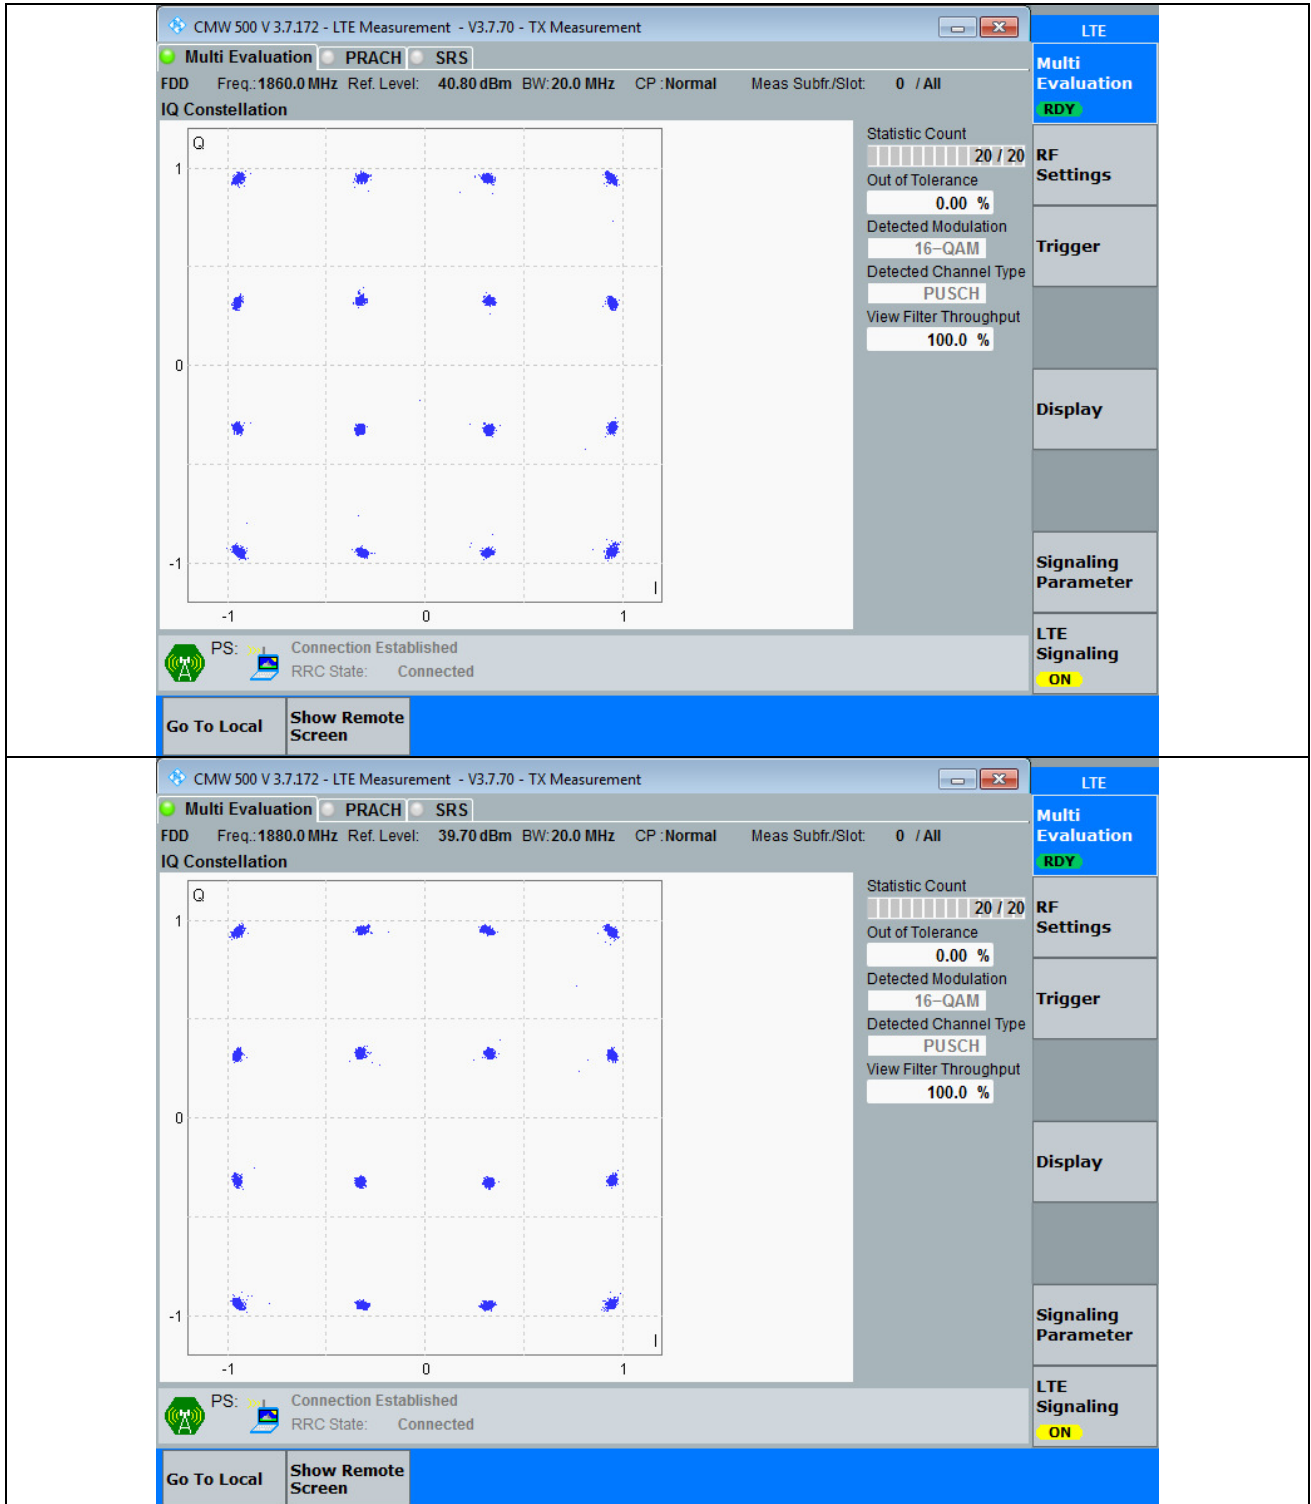 CMW 500 V 3.7.172 - LTE Measurement - V3.7.70 - TX Measurement
LTE
Multi Evaluation PRACH SRS
Multi
Evaluation
RDY
FDD Freq.: 1860.0 MHz Ref. Level: 40.80 dBm BW: 20.0 MHz CP : Normal Meas Subfr./Slot: 0 / All
IQ Constellation
Q
1
0
-1
I
-1 0 1
Statistic Count
20 / 20
Out of Tolerance
0.00 %
Detected Modulation
16-QAM
Detected Channel Type
PUSCH
View Filter Throughput
100.0 %
RF
Settings
Trigger
Display
Signaling
Parameter
LTE
Signaling
ON
PS: Connection Established
RRC State: Connected
Go To Local
Show Remote
Screen
CMW 500 V 3.7.172 - LTE Measurement - V3.7.70 - TX Measurement
LTE
Multi Evaluation PRACH SRS
Multi
Evaluation
RDY
FDD Freq.: 1880.0 MHz Ref. Level: 39.70 dBm BW: 20.0 MHz CP : Normal Meas Subfr./Slot: 0 / All
IQ Constellation
Q
1
0
-1
I
-1 0 1
Statistic Count
20 / 20
Out of Tolerance
0.00 %
Detected Modulation
16-QAM
Detected Channel Type
PUSCH
View Filter Throughput
100.0 %
RF
Settings
Trigger
Display
Signaling
Parameter
LTE
Signaling
ON
PS: Connection Established
RRC State: Connected
Go To Local
Show Remote
Screen